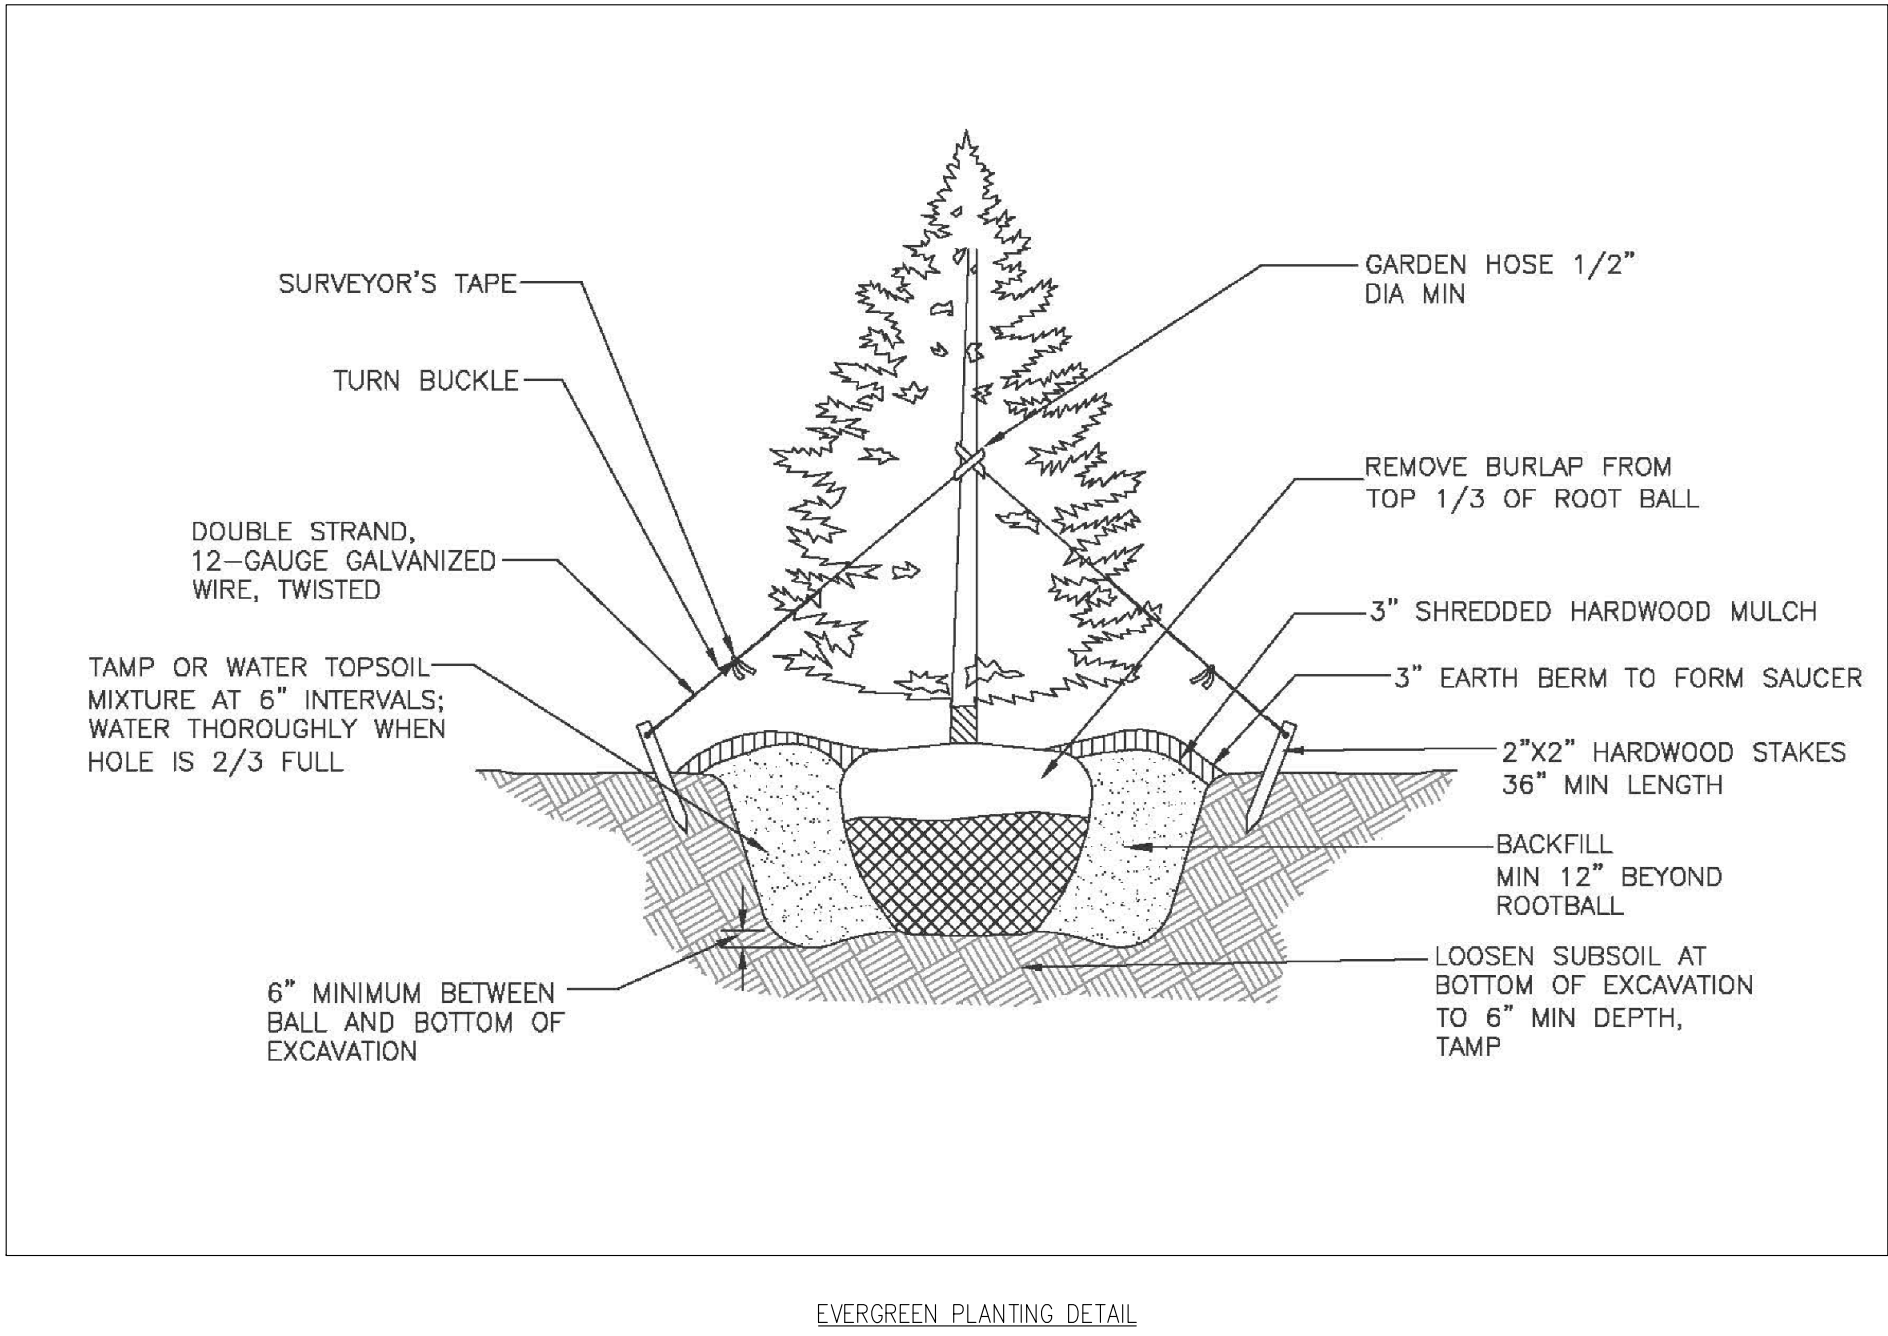 SURVEYOR'S TAPE
TURN BUCKLE
DOUBLE STRAND,
12-GAUGE GALVANIZED
WIRE, TWISTED
TAMP OR WATER TOPSOIL
MIXTURE AT 6" INTERVALS;
WATER THOROUGHLY WHEN
HOLE IS 2/3 FULL
6" MINIMUM BETWEEN
BALL AND BOTTOM OF
EXCAVATION
GARDEN HOSE 1/2"
DIA MIN
REMOVE BURLAP FROM
TOP 1/3 OF ROOT BALL
3" SHREDDED HARDWOOD MULCH
3" EARTH BERM TO FORM SAUCER
2"X2" HARDWOOD STAKES
36" MIN LENGTH
BACKFILL
MIN 12" BEYOND
ROOTBALL
LOOSEN SUBSOIL AT
BOTTOM OF EXCAVATION
TO 6" MIN DEPTH,
TAMP
EVERGREEN PLANTING DETAIL